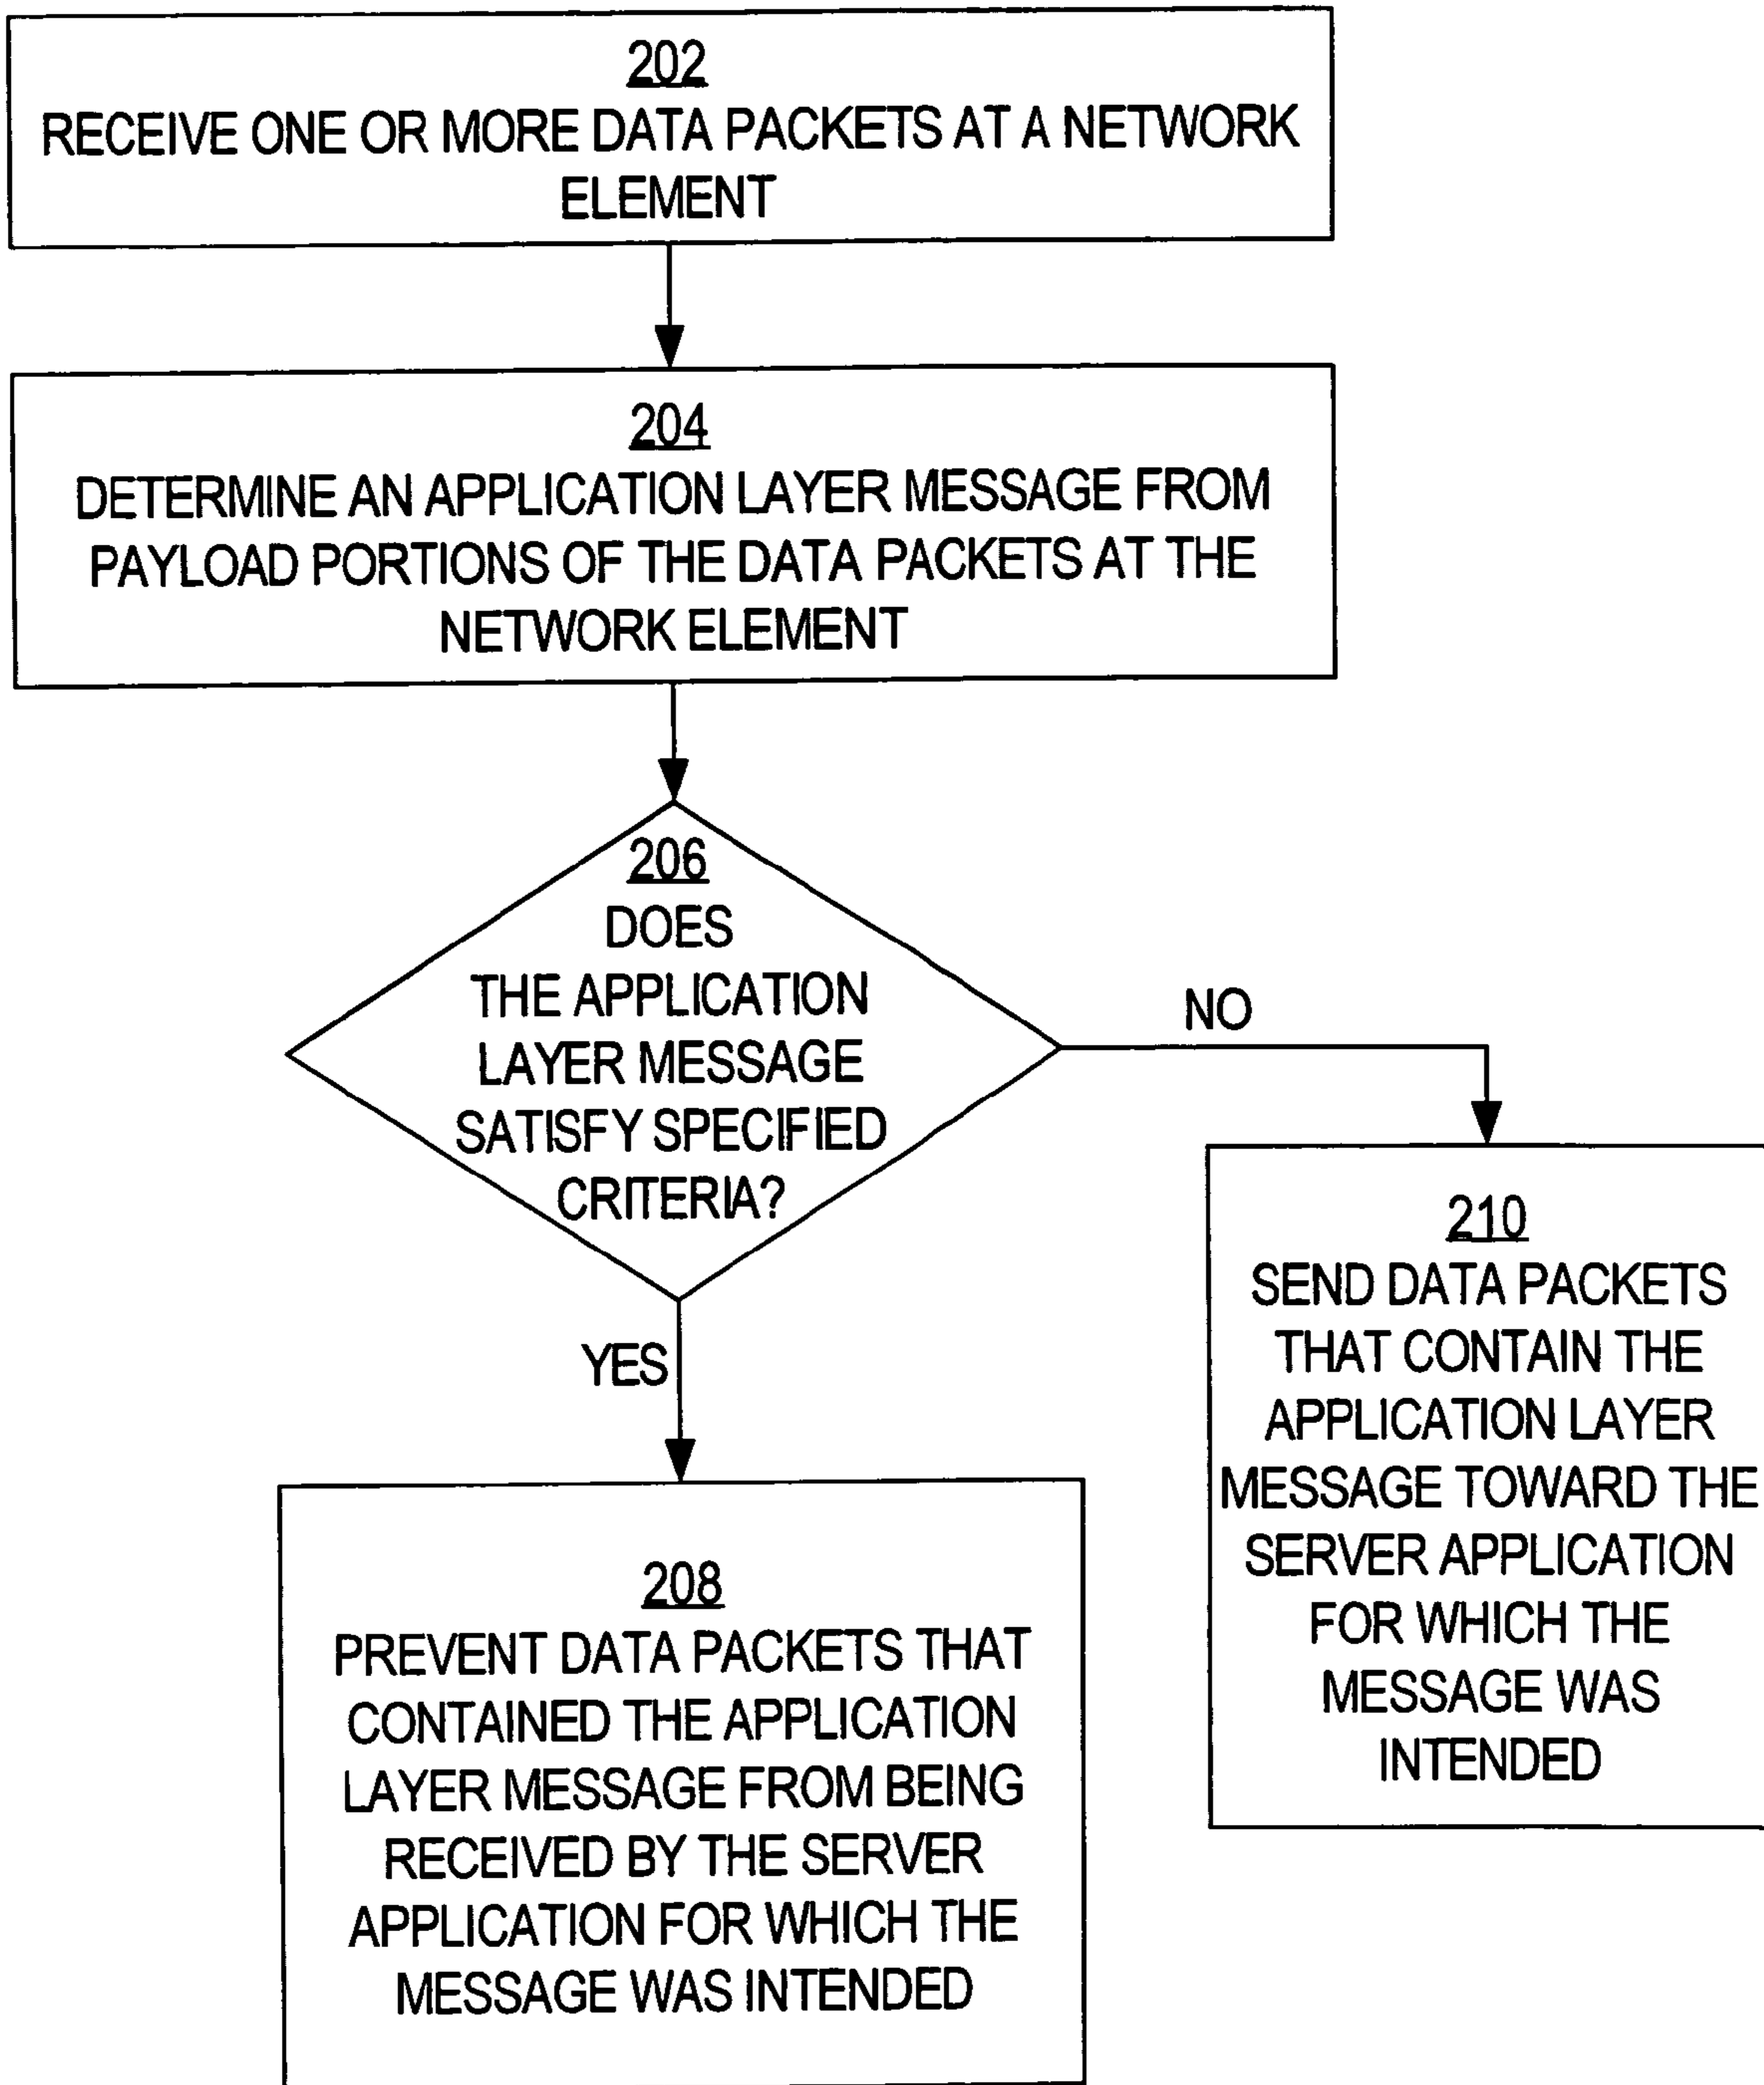 202
RECEIVE ONE OR MORE DATA PACKETS AT A NETWORK
ELEMENT
204
DETERMINE AN APPLICATION LAYER MESSAGE FROM
PAYLOAD PORTIONS OF THE DATA PACKETS AT THE
NETWORK ELEMENT
206
DOES
THE APPLICATION
LAYER MESSAGE
SATISFY SPECIFIED
CRITERIA?
NO
YES
208
PREVENT DATA PACKETS THAT
CONTAINED THE APPLICATION
LAYER MESSAGE FROM BEING
RECEIVED BY THE SERVER
APPLICATION FOR WHICH THE
MESSAGE WAS INTENDED
210
SEND DATA PACKETS
THAT CONTAIN THE
APPLICATION LAYER
MESSAGE TOWARD THE
SERVER APPLICATION
FOR WHICH THE
MESSAGE WAS
INTENDED